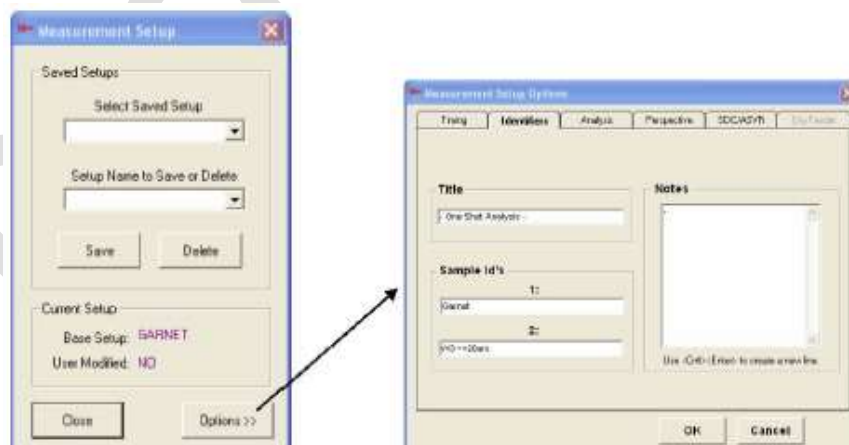 Measurement Setup
Saved Setups
Select Saved Setup
Setup Name to Save or Delete
Save Delete
Current Setup
Base Setup: GARNET
User Modified: NO
Close Options >>
Measurement Setup Options
Timing Identifiers Analysis Perspective SDC/ASVR
Title
- One Shot Analysis -
Sample Id's
1:
Garnet
2:
Notes
Use <Ctrl> <Enter> to create a new line
OK Cancel